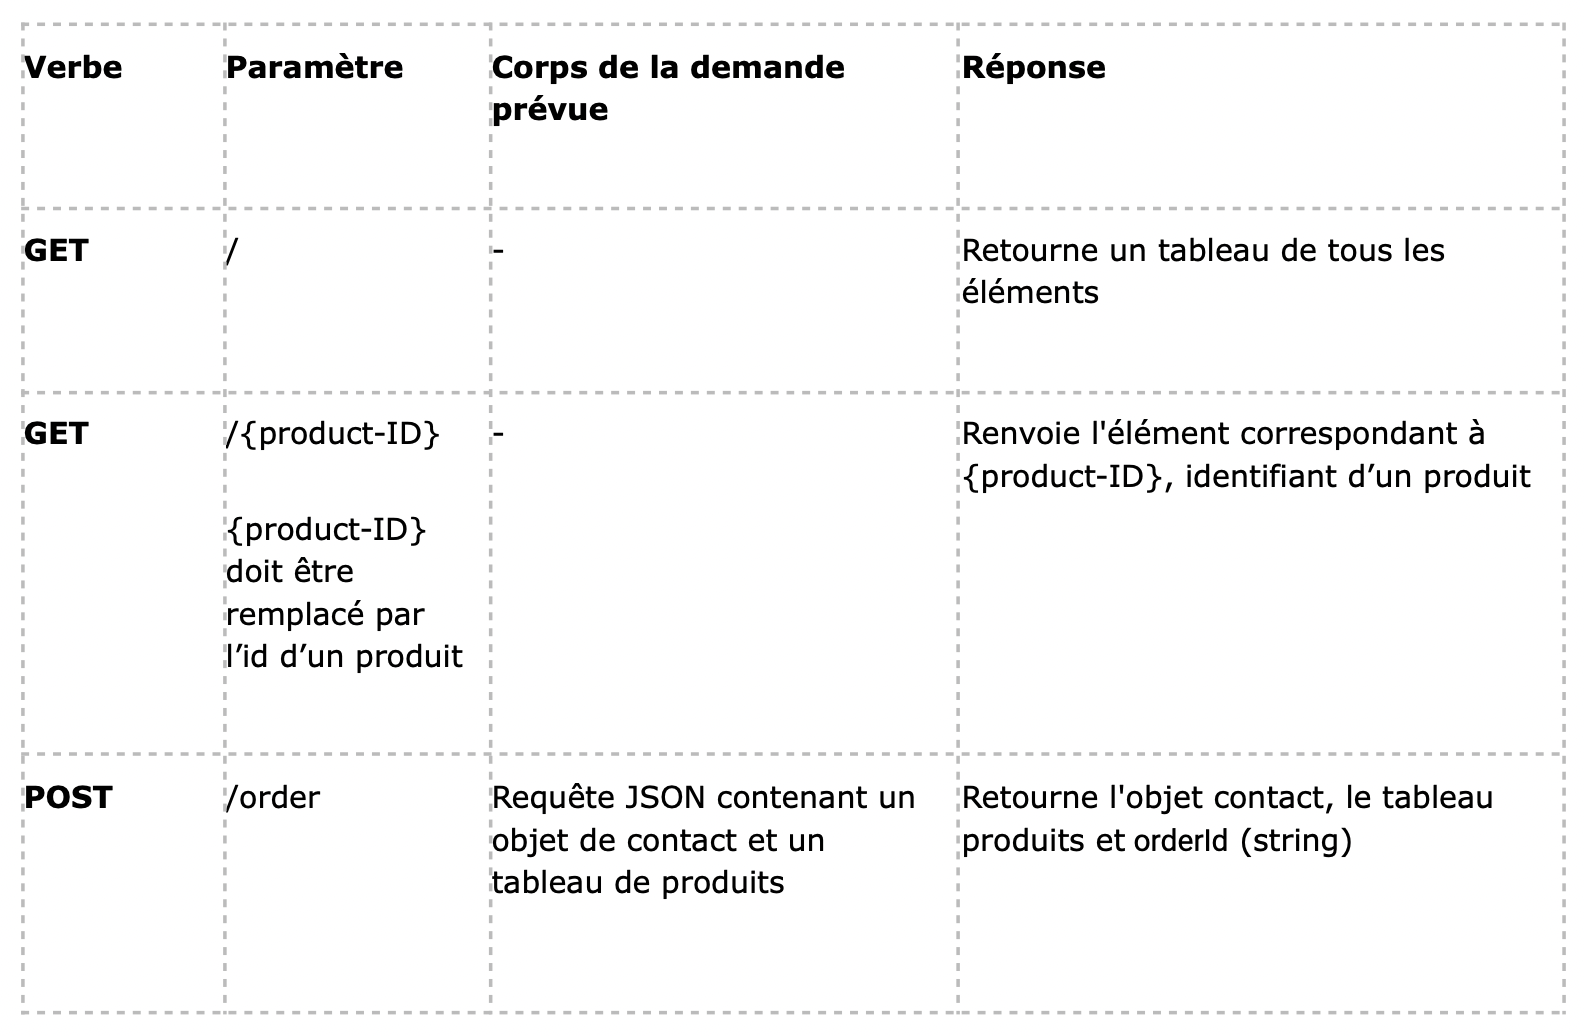 Verbe
Paramètre
Corps de la demande
prévue
Réponse
GET
/
-
Retourne un tableau de tous les
éléments
GET
/{product-ID}
{product-ID}
doit être
remplacé par
l’id d’un produit
-
Renvoie l'élément correspondant à
{product-ID}, identifiant d’un produit
POST
/order
Requête JSON contenant un
objet de contact et un
tableau de produits
Retourne l'objet contact, le tableau
produits et orderId (string)